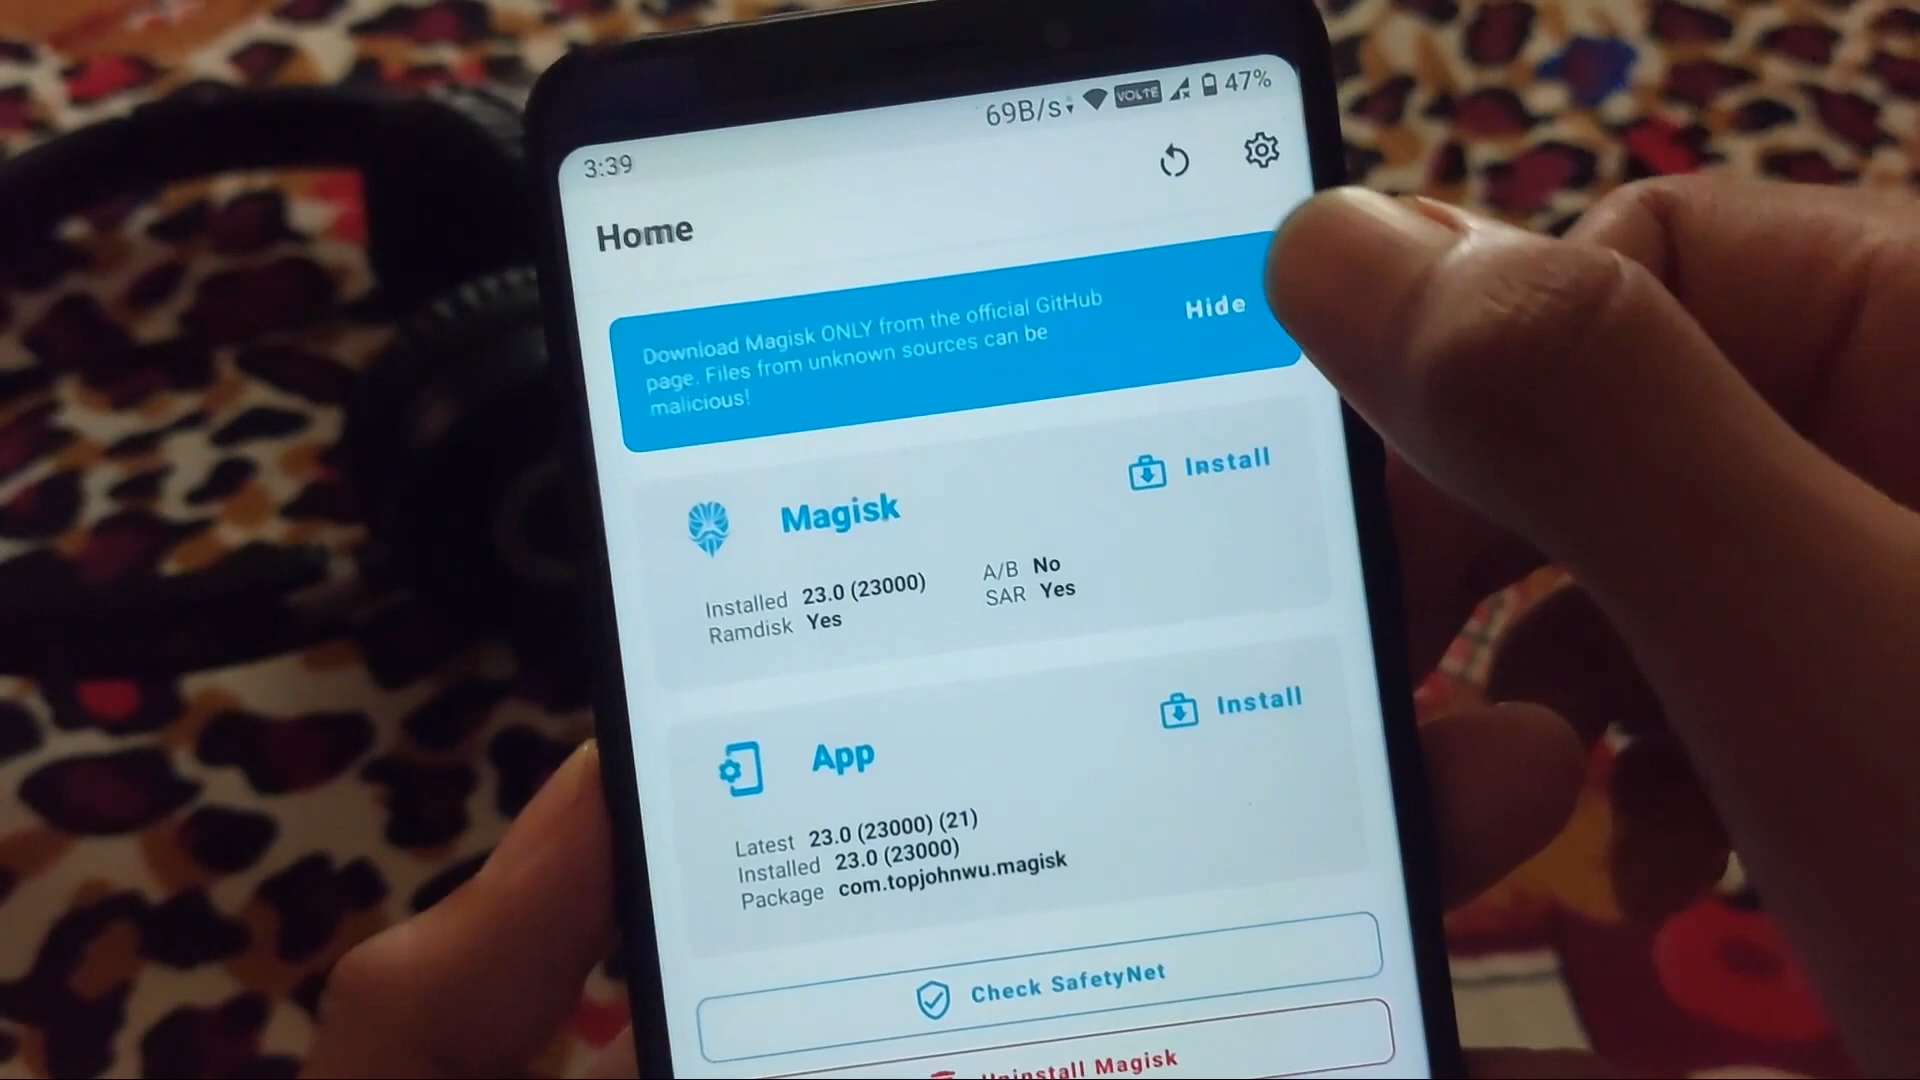 3:39
69B/s VOLTE 47%
Home
Download Magisk ONLY from the official GitHub
page. Files from unknown sources can be
malicious!
Hide
Magisk
Install
Installed 23.0 (23000)
Ramdisk Yes
A/B No
SAR Yes
App
Install
Latest 23.0 (23000) (21)
Installed 23.0 (23000)
Package com.topjohnwu.magisk
Check SafetyNet
Uninstall Magisk